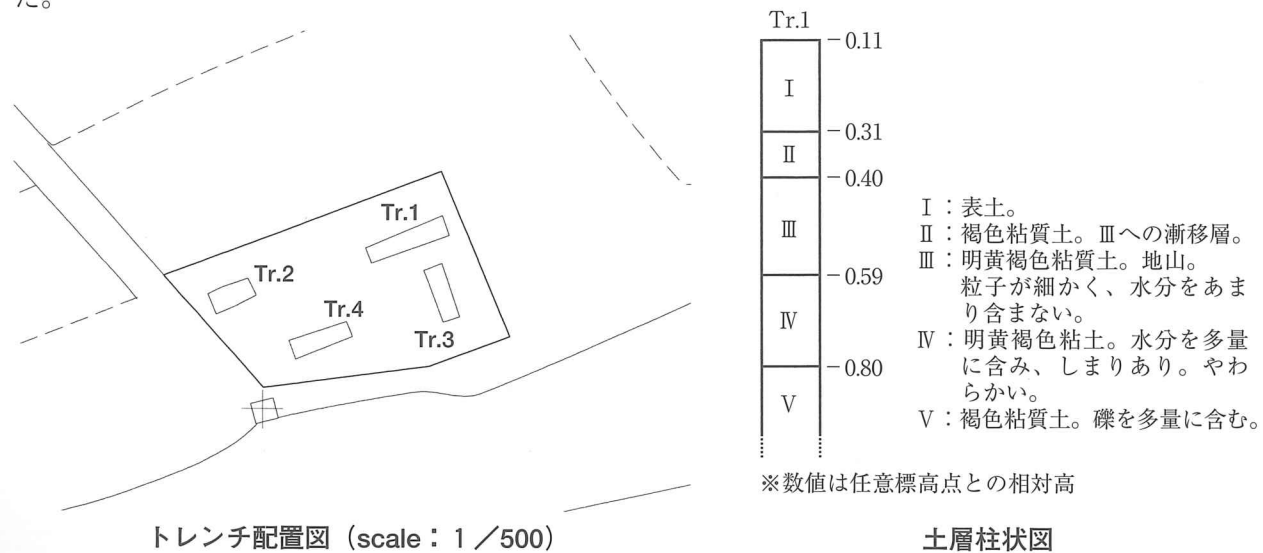 た。
Tr.1
Tr.2
Tr.4
Tr.3
トレンチ配置図（scale：1／500）
Tr.1
−0.11
Ⅰ
−0.31
Ⅱ
−0.40
Ⅲ
−0.59
Ⅳ
−0.80
Ⅴ
Ⅰ：表土。
Ⅱ：褐色粘質土。Ⅲへの漸移層。
Ⅲ：明黄褐色粘質土。地山。
粒子が細かく、水分をあま
り含まない。
Ⅳ：明黄褐色粘土。水分を多量
に含み、しまりあり。やわ
らかい。
Ⅴ：褐色粘質土。礫を多量に含む。
※数値は任意標高点との相対高
土層柱状図